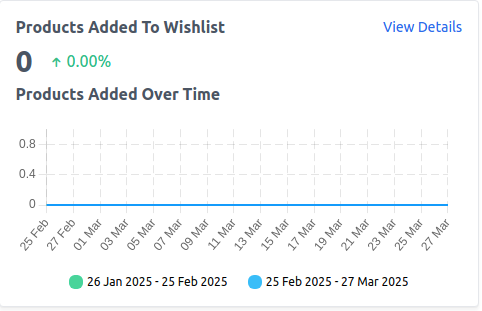 Products Added To Wishlist
View Details
0
↑ 0.00%
Products Added Over Time
0.8
0.4
0
25 Feb 27 Feb 01 Mar 03 Mar 05 Mar 07 Mar 09 Mar 11 Mar 13 Mar 15 Mar 17 Mar 19 Mar 21 Mar 23 Mar 25 Mar 27 Mar
26 Jan 2025 - 25 Feb 2025 25 Feb 2025 - 27 Mar 2025